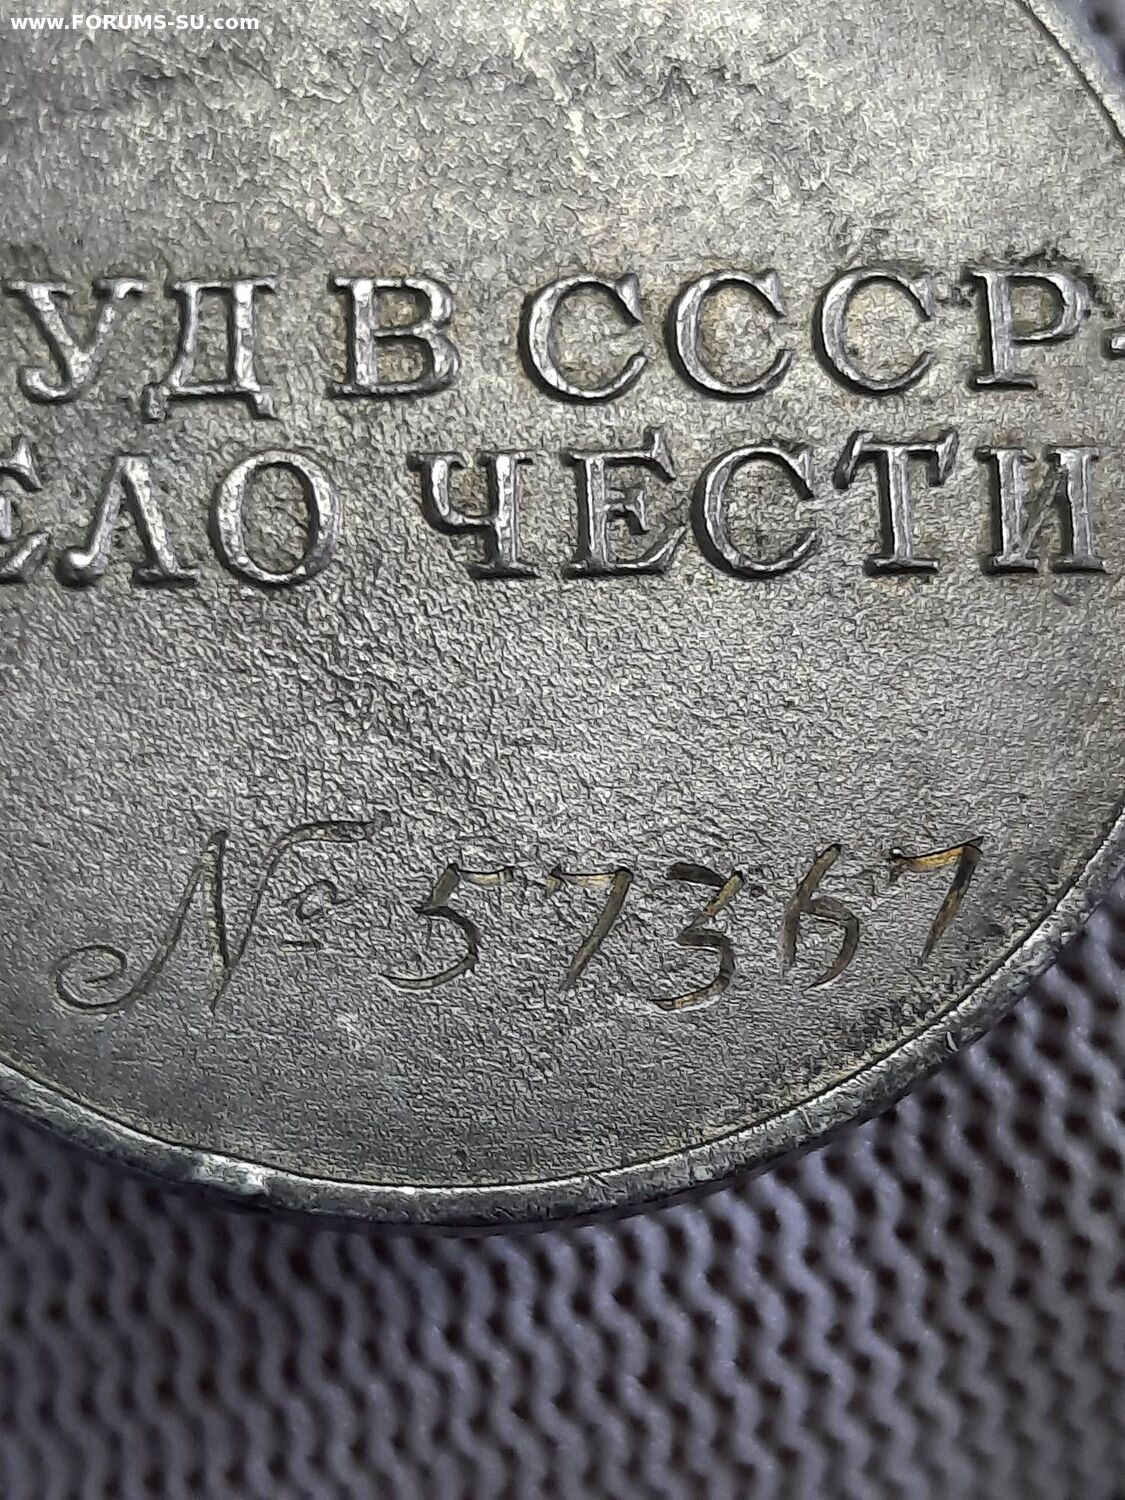 www.FORUMS-SU.com
УД В СССР-
ЕЛО ЧЕСТИ
№ 57367